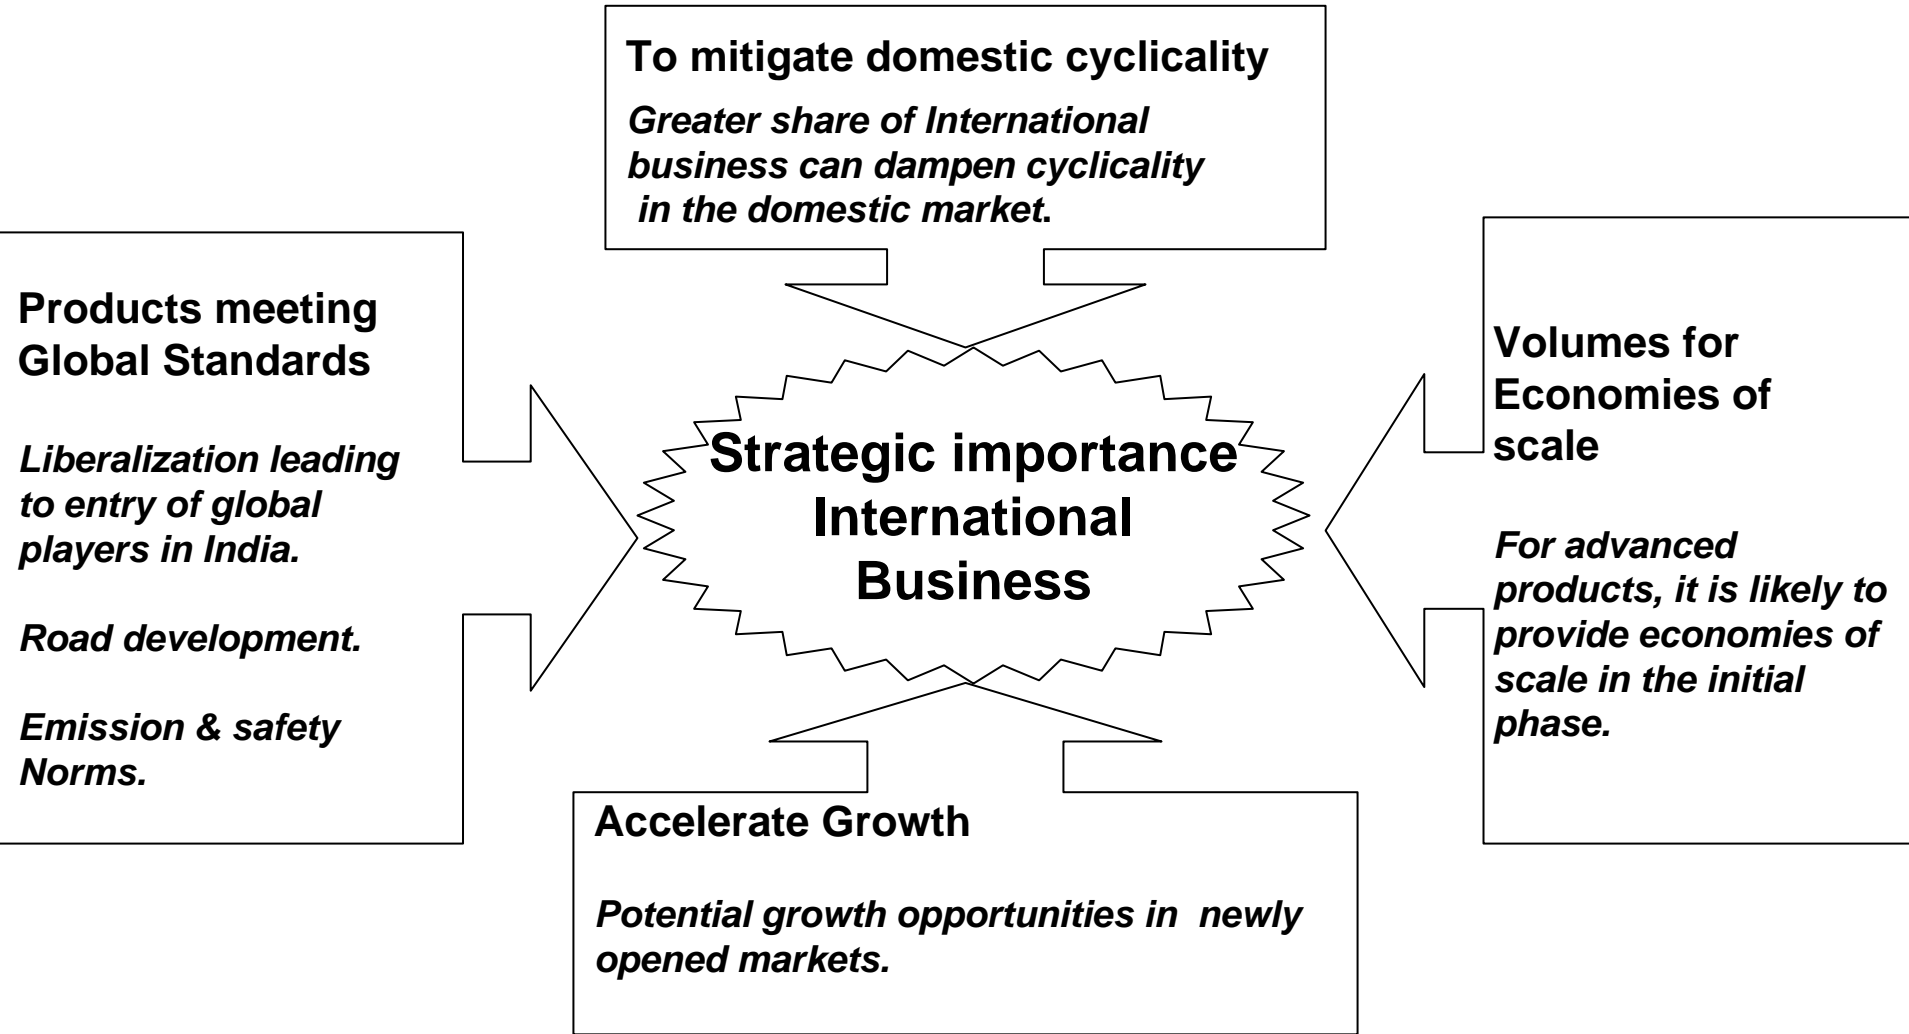 To mitigate domestic cyclicality
Greater share of International
business can dampen cyclicality
in the domestic market.
Products meeting
Global Standards
Liberalization leading
to entry of global
players in India.
Road development.
Emission & safety
Norms.
Strategic importance
International
Business
Volumes for
Economies of
scale
For advanced
products, it is likely to
provide economies of
scale in the initial
phase.
Accelerate Growth
Potential growth opportunities in newly
opened markets.